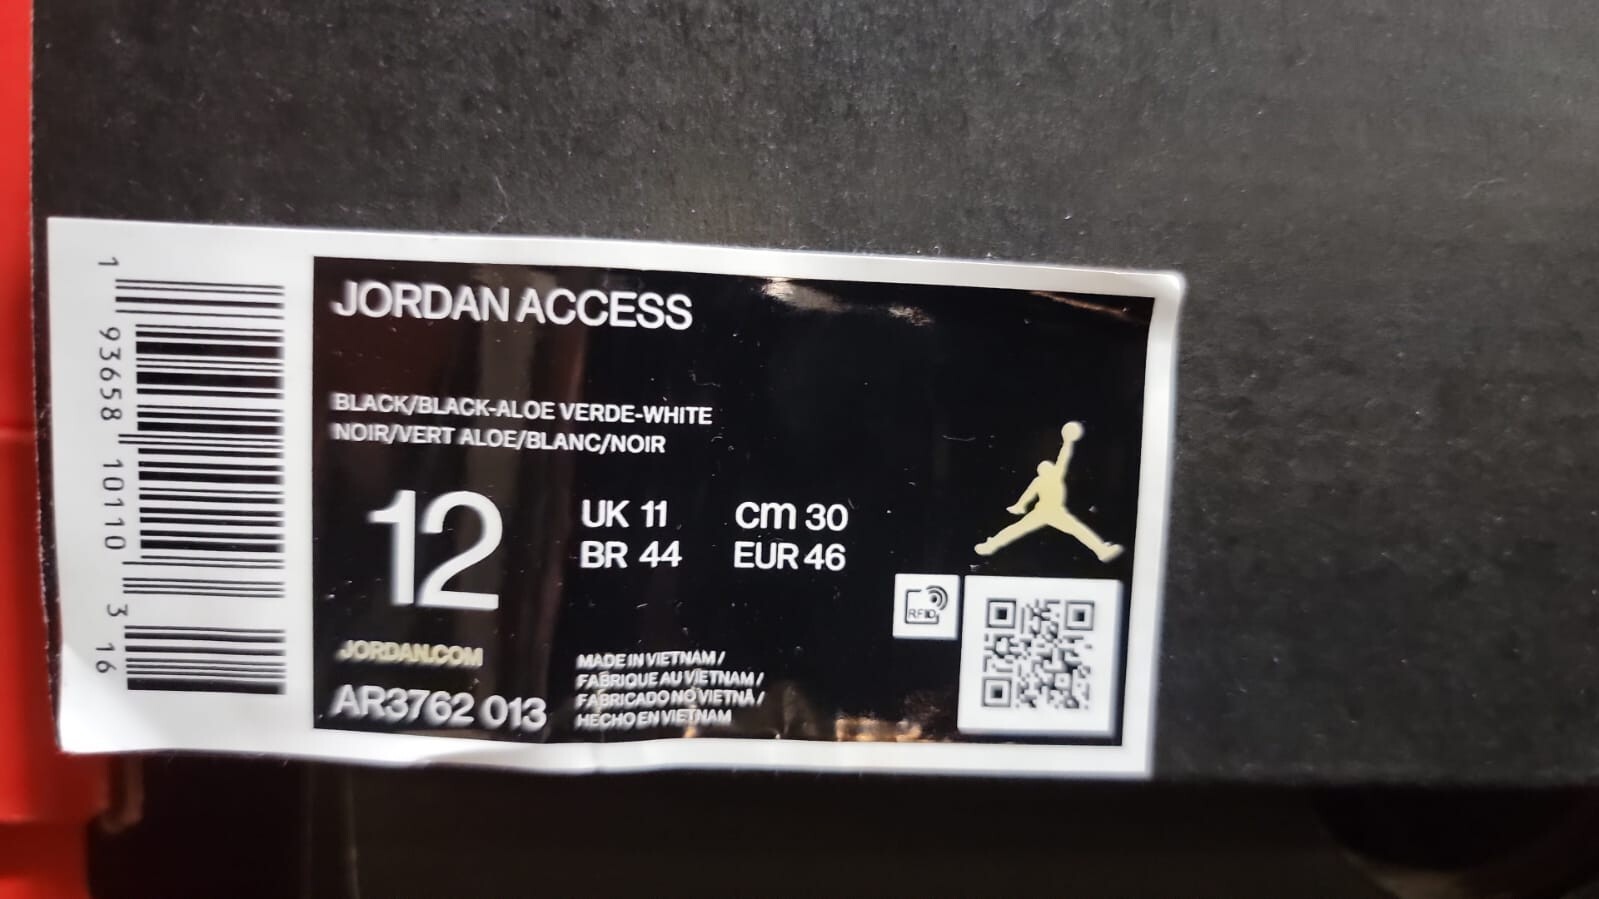 JORDAN ACCESS
BLACK/BLACK-ALOE VERDE-WHITE
NOIR/VERT ALOE/BLANC/NOIR
12
UK 11
cm 30
BR 44
EUR 46
JORDAN.COM
AR3762 013
MADE IN VIETNAM /
FABRIQUE AU VIETNAM /
FABRICADO NO VIETNÃ /
HECHO EN VIETNAM
RFID
1 93658 10110 3 16